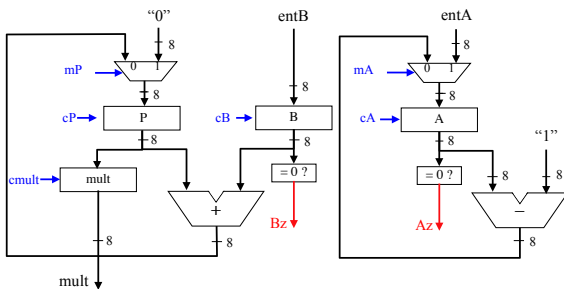 “0” entB entA
8 8 8
0 1 0 1
mP mA
8 8 8
cP P cB B cA A
8 8 8 “1”
cmult mult = 0 ? = 0 ? 8
+ −
8 8 Bz Az 8
mult